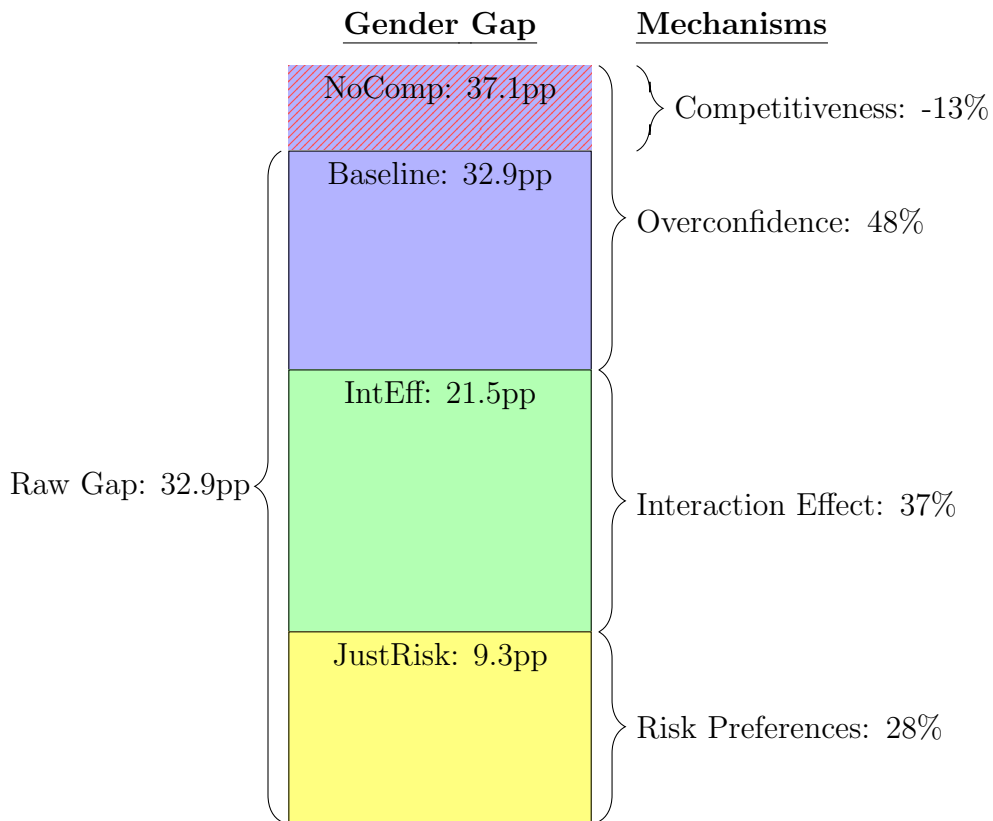 Gender Gap
Mechanisms
NoComp: 37.1pp
Competitiveness: -13%
Baseline: 32.9pp
Overconfidence: 48%
IntEff: 21.5pp
Raw Gap: 32.9pp
Interaction Effect: 37%
JustRisk: 9.3pp
Risk Preferences: 28%